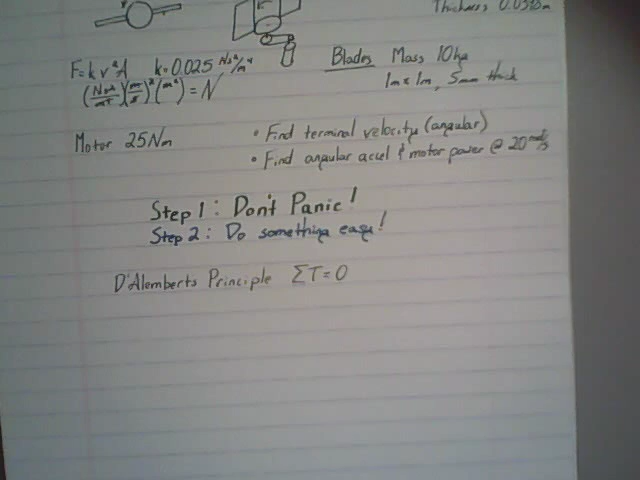 Thickness 0.0398m
F=kv²A k=0.025 Ns²/m⁴
(Ns²/m⁴)(m/s)²(m²)=N
Blades Mass 10kg
1m x 1m, 5mm thick
Motor 25Nm
• Find terminal velocity (angular)
• Find angular accel & motor power @ 20 rad/s
Step 1: Don't Panic!
Step 2: Do something easy!
D'Alemberts Principle ΣT=0